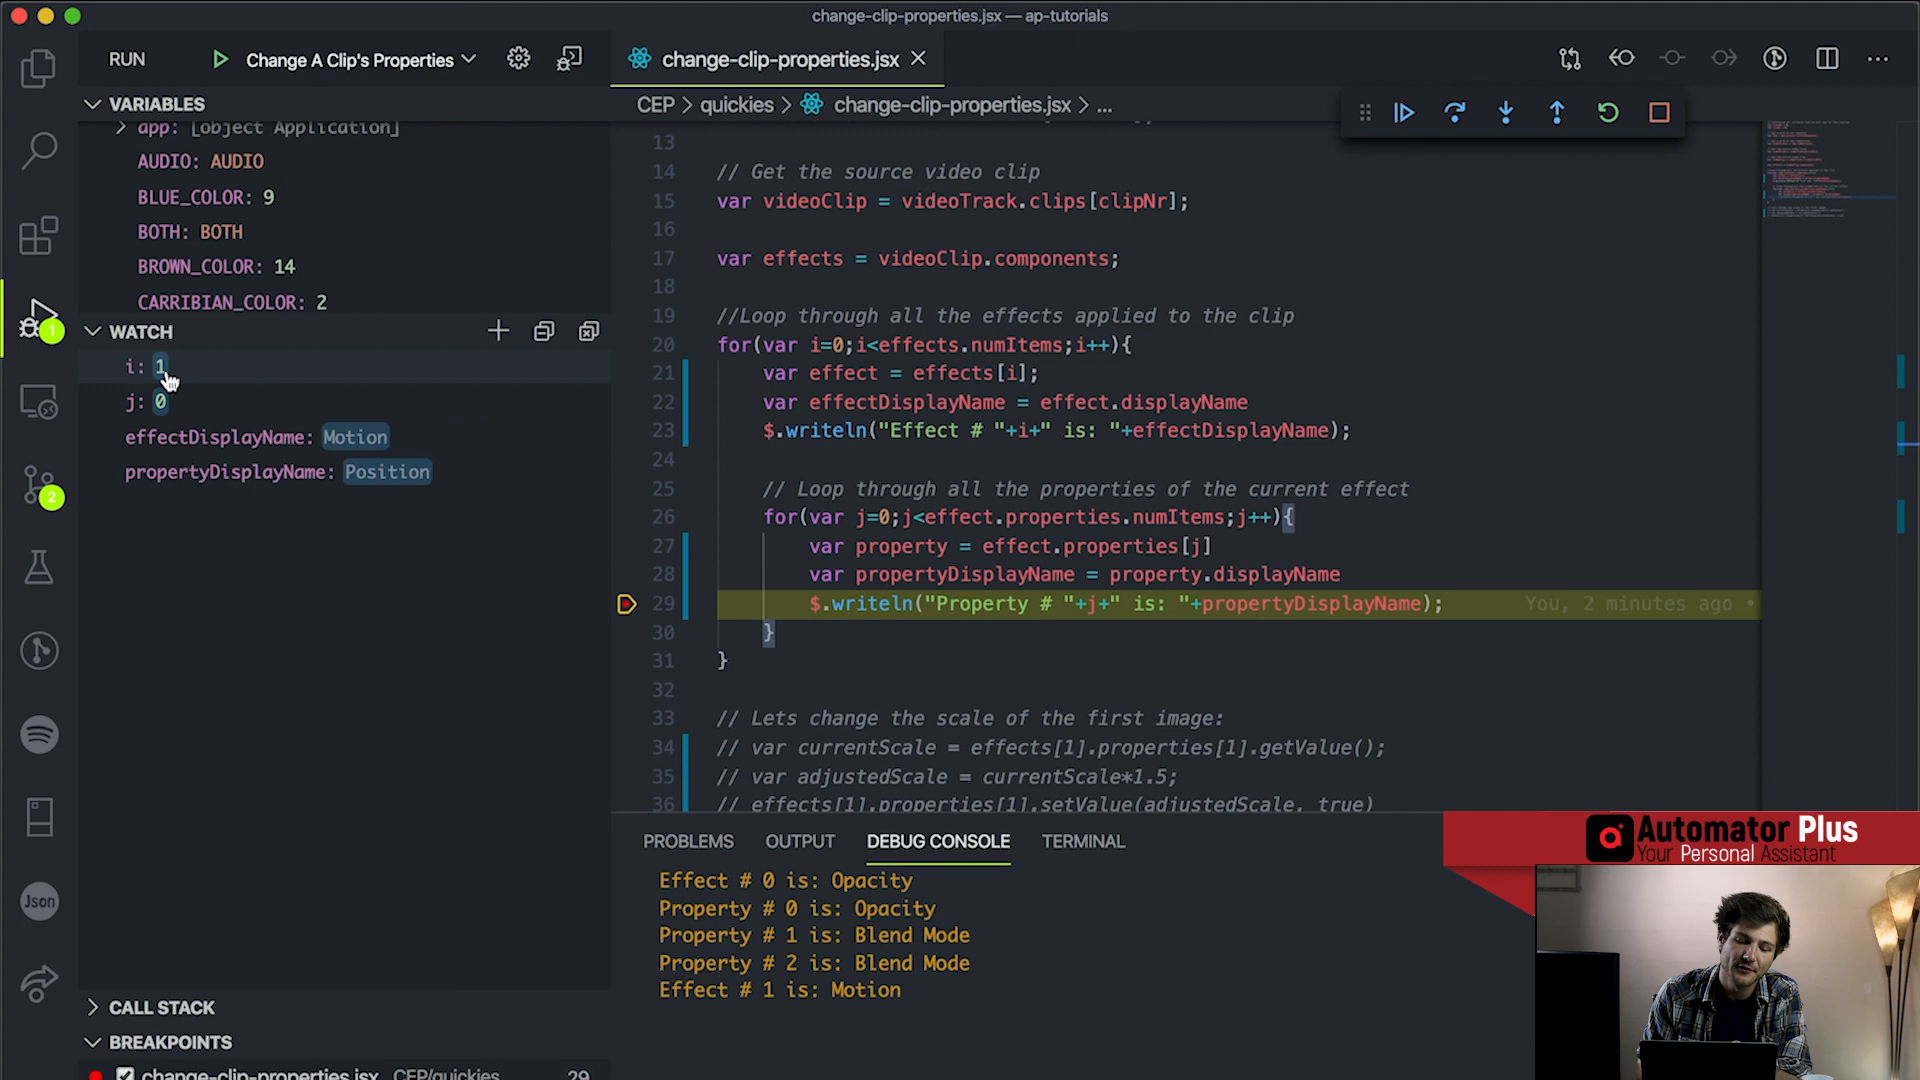 change-clip-properties.jsx — ap-tutorials
RUN
Change A Clip's Properties
change-clip-properties.jsx
VARIABLES
CEP > quickies > change-clip-properties.jsx > ...
> app: [object Application]
AUDIO: AUDIO
BLUE_COLOR: 9
BOTH: BOTH
BROWN_COLOR: 14
CARRIBIAN_COLOR: 2
WATCH
i: 1
j: 0
effectDisplayName: Motion
propertyDisplayName: Position
1
2
Json
CALL STACK
BREAKPOINTS
change-clip-properties.jsx CEP/quickies 29
13
14 // Get the source video clip
15 var videoClip = videoTrack.clips[clipNr];
16
17 var effects = videoClip.components;
18
19 //Loop through all the effects applied to the clip
20 for(var i=0;i<effects.numItems;i++){
21 var effect = effects[i];
22 var effectDisplayName = effect.displayName
23 $.writeln("Effect # "+i+" is: "+effectDisplayName);
24
25 // Loop through all the properties of the current effect
26 for(var j=0;j<effect.properties.numItems;j++){
27 var property = effect.properties[j]
28 var propertyDisplayName = property.displayName
29 $.writeln("Property # "+j+" is: "+propertyDisplayName); You, 2 minutes ago •
30 }
31 }
32
33 // Lets change the scale of the first image:
34 // var currentScale = effects[1].properties[1].getValue();
35 // var adjustedScale = currentScale*1.5;
36 // effects[1].properties[1].setValue(adjustedScale, true)
PROBLEMS OUTPUT DEBUG CONSOLE TERMINAL
Effect # 0 is: Opacity
Property # 0 is: Opacity
Property # 1 is: Blend Mode
Property # 2 is: Blend Mode
Effect # 1 is: Motion
Automator Plus
Your Personal Assistant